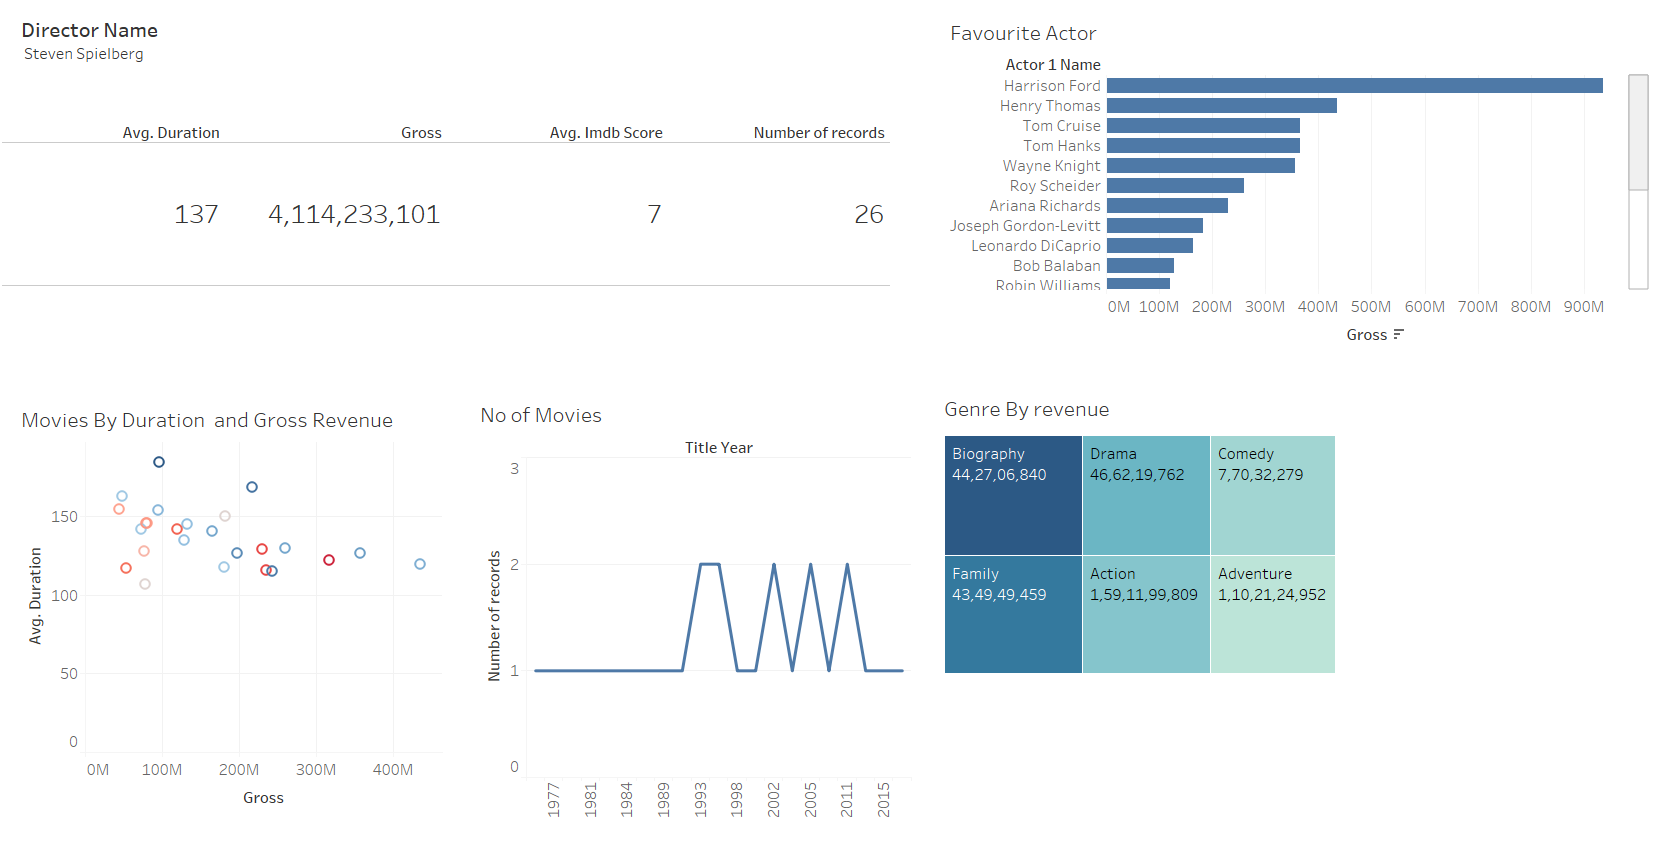 Director Name
Steven Spielberg
Avg. Duration Gross Avg. Imdb Score Number of records
137 4,114,233,101 7 26
Favourite Actor
Actor 1 Name
Harrison Ford
Henry Thomas
Tom Cruise
Tom Hanks
Wayne Knight
Roy Scheider
Ariana Richards
Joseph Gordon-Levitt
Leonardo DiCaprio
Bob Balaban
Robin Williams
0M 100M 200M 300M 400M 500M 600M 700M 800M 900M
Gross
Movies By Duration and Gross Revenue
Avg. Duration
150
100
50
0
0M 100M 200M 300M 400M
Gross
No of Movies
Title Year
Number of records
3
2
1
0
1977 1981 1984 1989 1993 1998 2002 2005 2011 2015
Genre By revenue
Biography
44,27,06,840
Drama
46,62,19,762
Comedy
7,70,32,279
Family
43,49,49,459
Action
1,59,11,99,809
Adventure
1,10,21,24,952